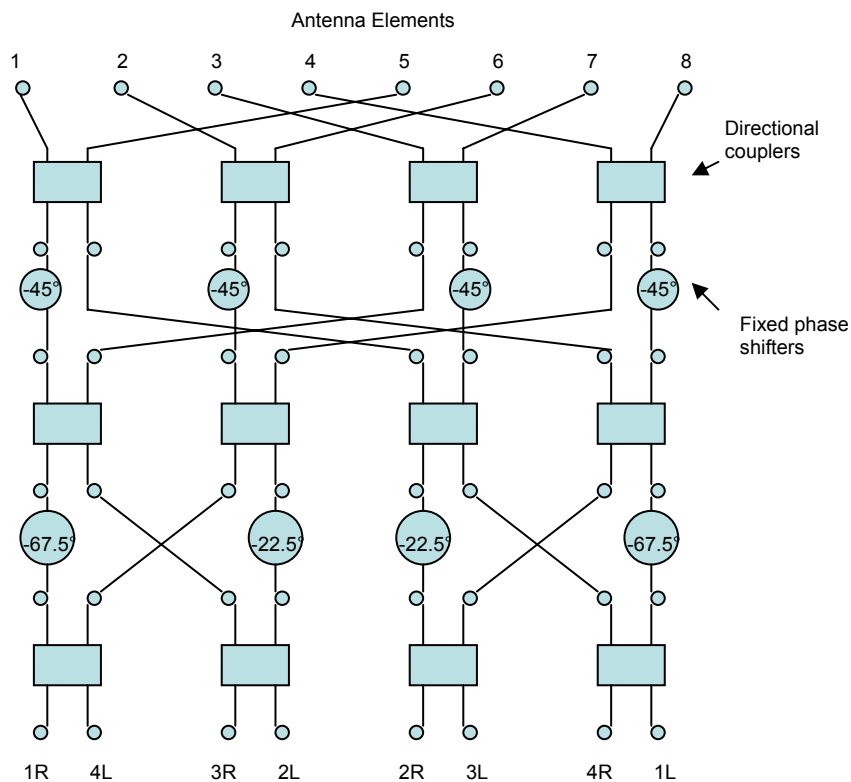 Antenna Elements
1 2 3 4 5 6 7 8
Directional
couplers
-45° -45° -45° -45°
Fixed phase
shifters
-67.5° -22.5° -22.5° -67.5°
1R 4L 3R 2L 2R 3L 4R 1L